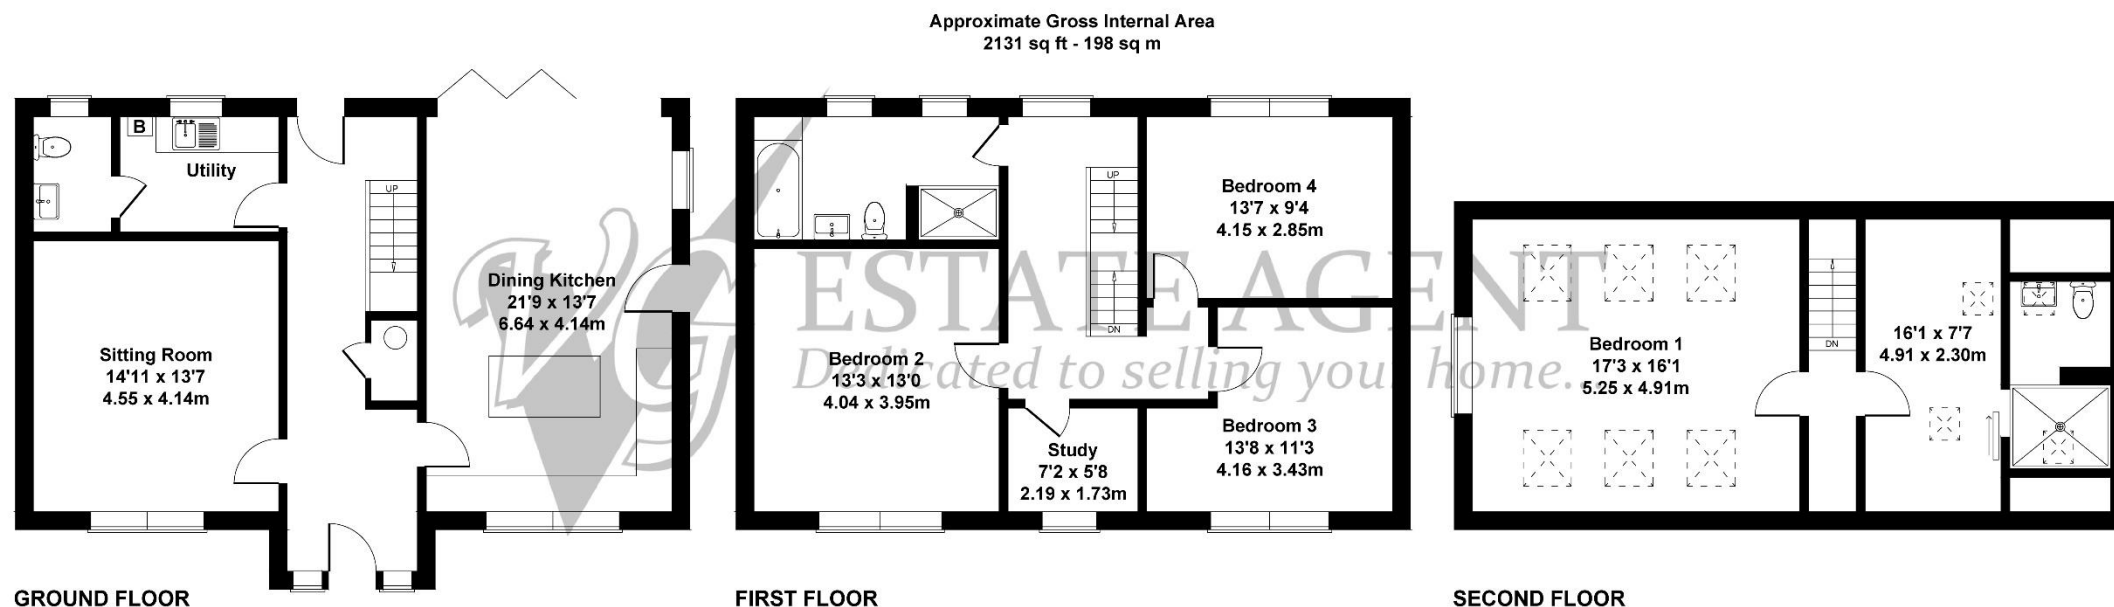 Approximate Gross Internal Area
2131 sq ft - 198 sq m
B
Utility
UP
Sitting Room
14'11 x 13'7
4.55 x 4.14m
Dining Kitchen
21'9 x 13'7
6.64 x 4.14m
GROUND FLOOR
UP
DN
Bedroom 4
13'7 x 9'4
4.15 x 2.85m
Bedroom 2
13'3 x 13'0
4.04 x 3.95m
Study
7'2 x 5'8
2.19 x 1.73m
Bedroom 3
13'8 x 11'3
4.16 x 3.43m
FIRST FLOOR
Bedroom 1
17'3 x 16'1
5.25 x 4.91m
DN
16'1 x 7'7
4.91 x 2.30m
SECOND FLOOR
VG ESTATE AGENT
Dedicated to selling your home...